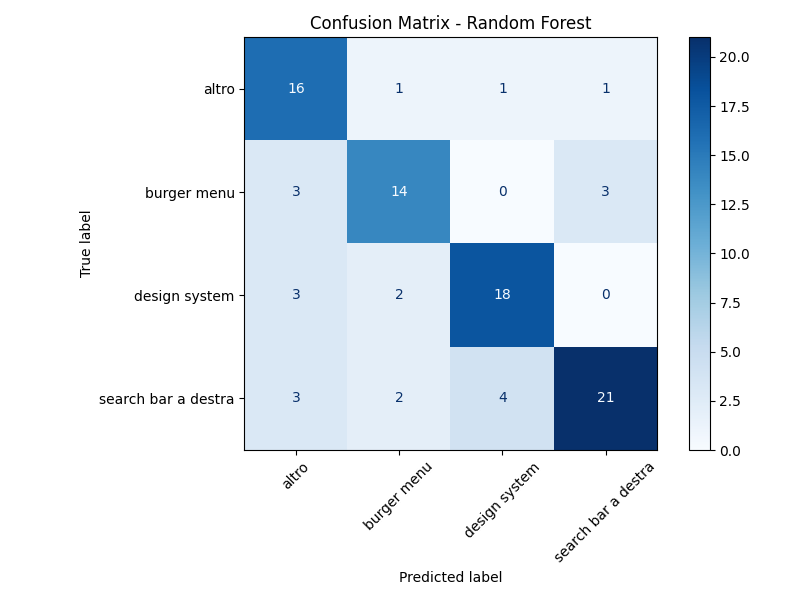 Confusion Matrix - Random Forest
True label
altro
16 1 1 1
burger menu
3 14 0 3
design system
3 2 18 0
search bar a destra
3 2 4 21
altro
burger menu
design system
search bar a destra
Predicted label
20.0
17.5
15.0
12.5
10.0
7.5
5.0
2.5
0.0